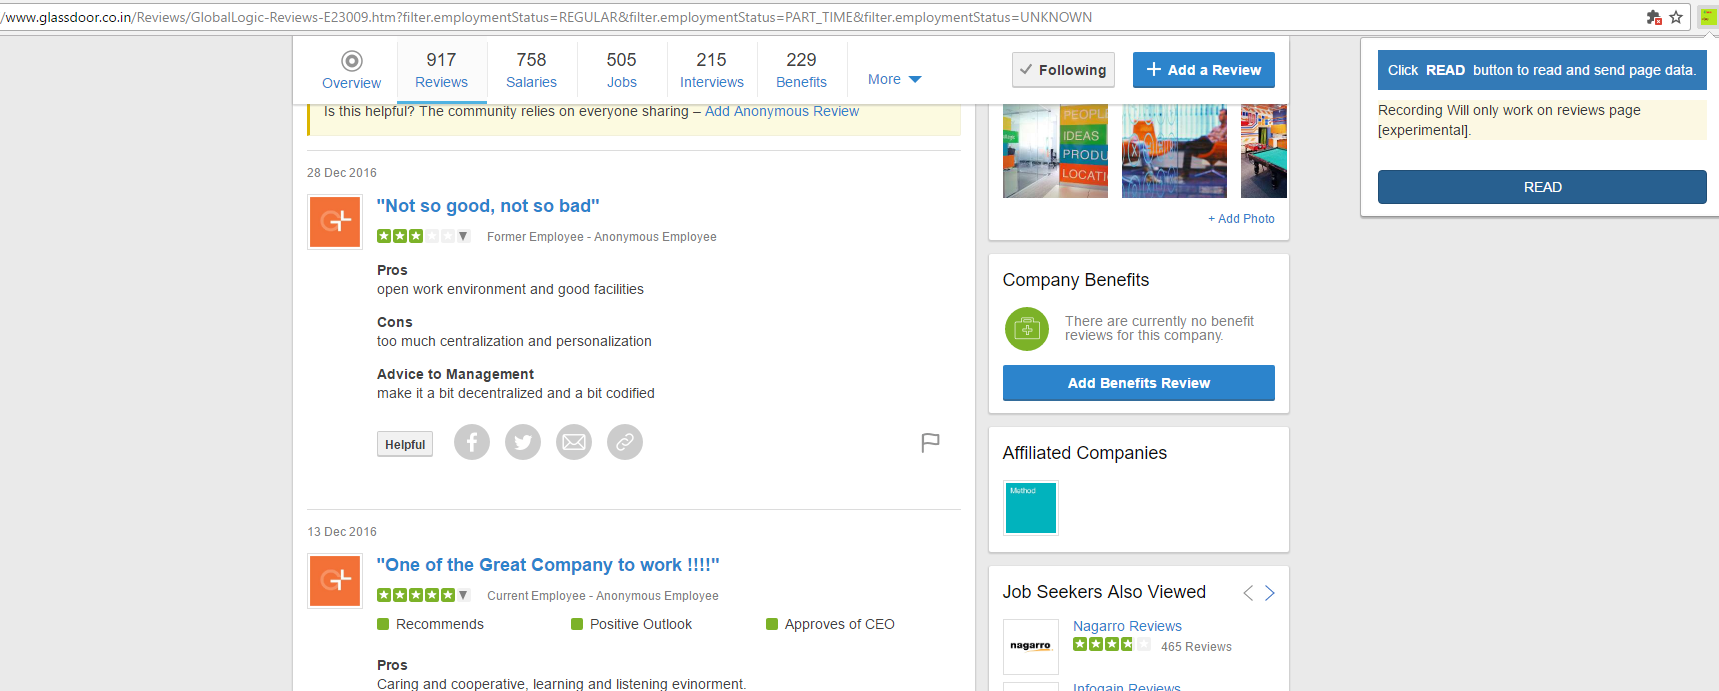 /www.glassdoor.co.in/Reviews/GlobalLogic-Reviews-E23009.htm?filter.employmentStatus=REGULAR&filter.employmentStatus=PART_TIME&filter.employmentStatus=UNKNOWN
Overview
917
Reviews
758
Salaries
505
Jobs
215
Interviews
229
Benefits
More
Following
Add a Review
Is this helpful? The community relies on everyone sharing – Add Anonymous Review
28 Dec 2016
"Not so good, not so bad"
Former Employee - Anonymous Employee
Pros
open work environment and good facilities
Cons
too much centralization and personalization
Advice to Management
make it a bit decentralized and a bit codified
Helpful
13 Dec 2016
"One of the Great Company to work !!!!"
Current Employee - Anonymous Employee
Recommends
Positive Outlook
Approves of CEO
Pros
Caring and cooperative, learning and listening evinorment.
PEOPL
IDEAS
PRODU
LOCATI
+ Add Photo
Company Benefits
There are currently no benefit
reviews for this company.
Add Benefits Review
Affiliated Companies
Method
Job Seekers Also Viewed
nagarro
Nagarro Reviews
465 Reviews
Infogain Reviews
Click READ button to read and send page data.
Recording Will only work on reviews page
[experimental].
READ